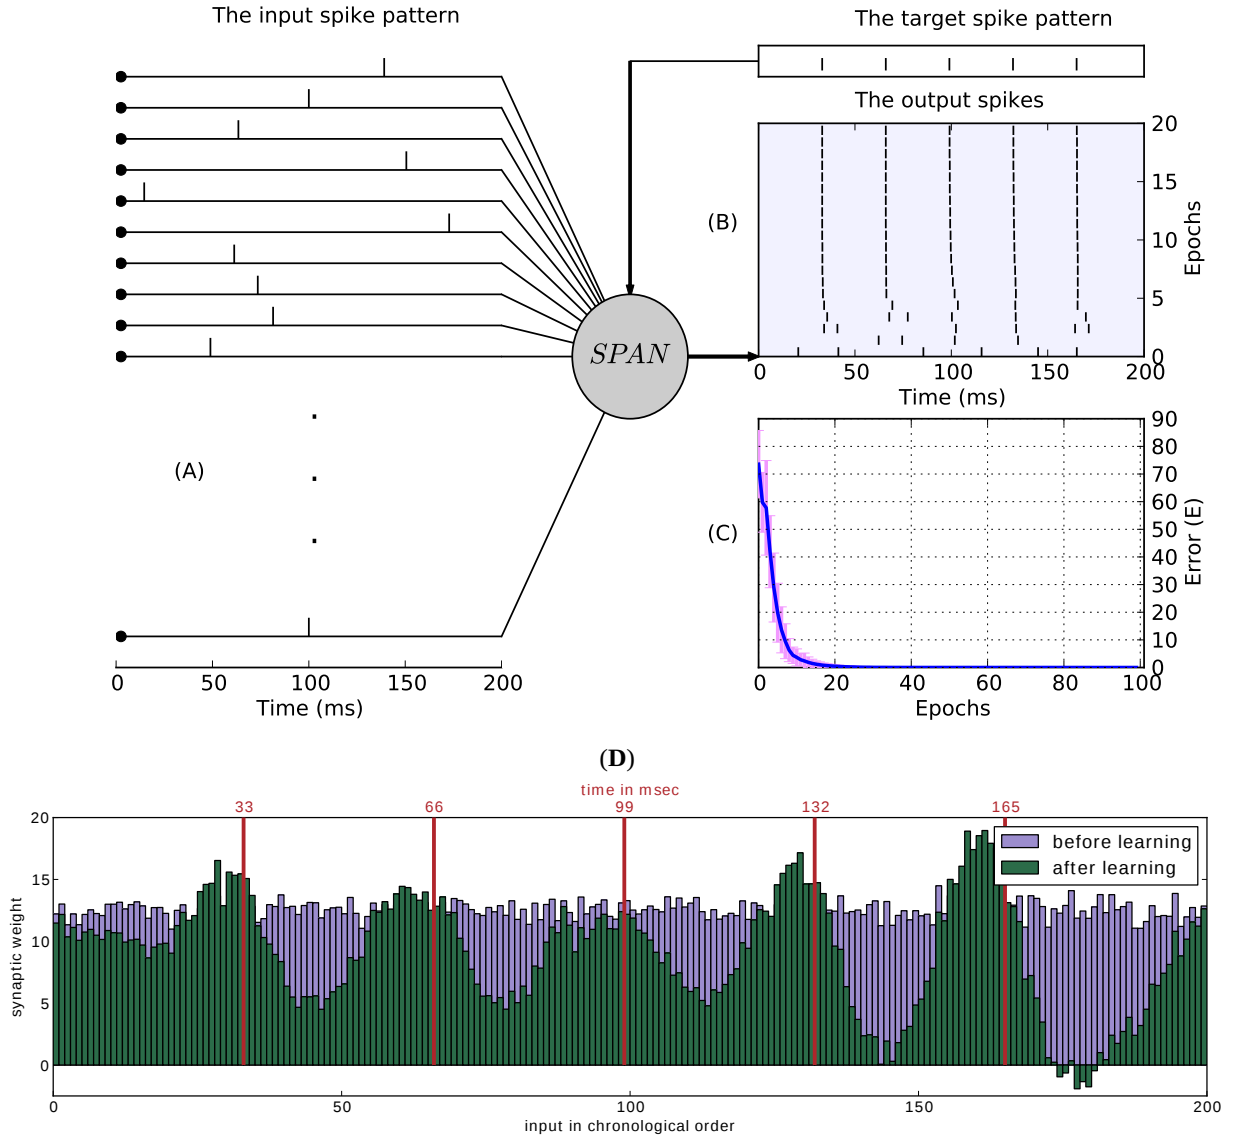 The input spike pattern
The target spike pattern
The output spikes
20
15
(B)
10
Epochs
5
SPAN
0
0 50 100 150 200
Time (ms)
90
80
(A)
70
60
(C)
50
Error (E)
40
30
20
10
0
0 50 100 150 200
Time (ms)
0 20 40 60 80 100
Epochs
(D)
time in msec
33 66 99 132 165
20
before learning
after learning
15
synaptic weight
10
5
0
0 50 100 150 200
input in chronological order